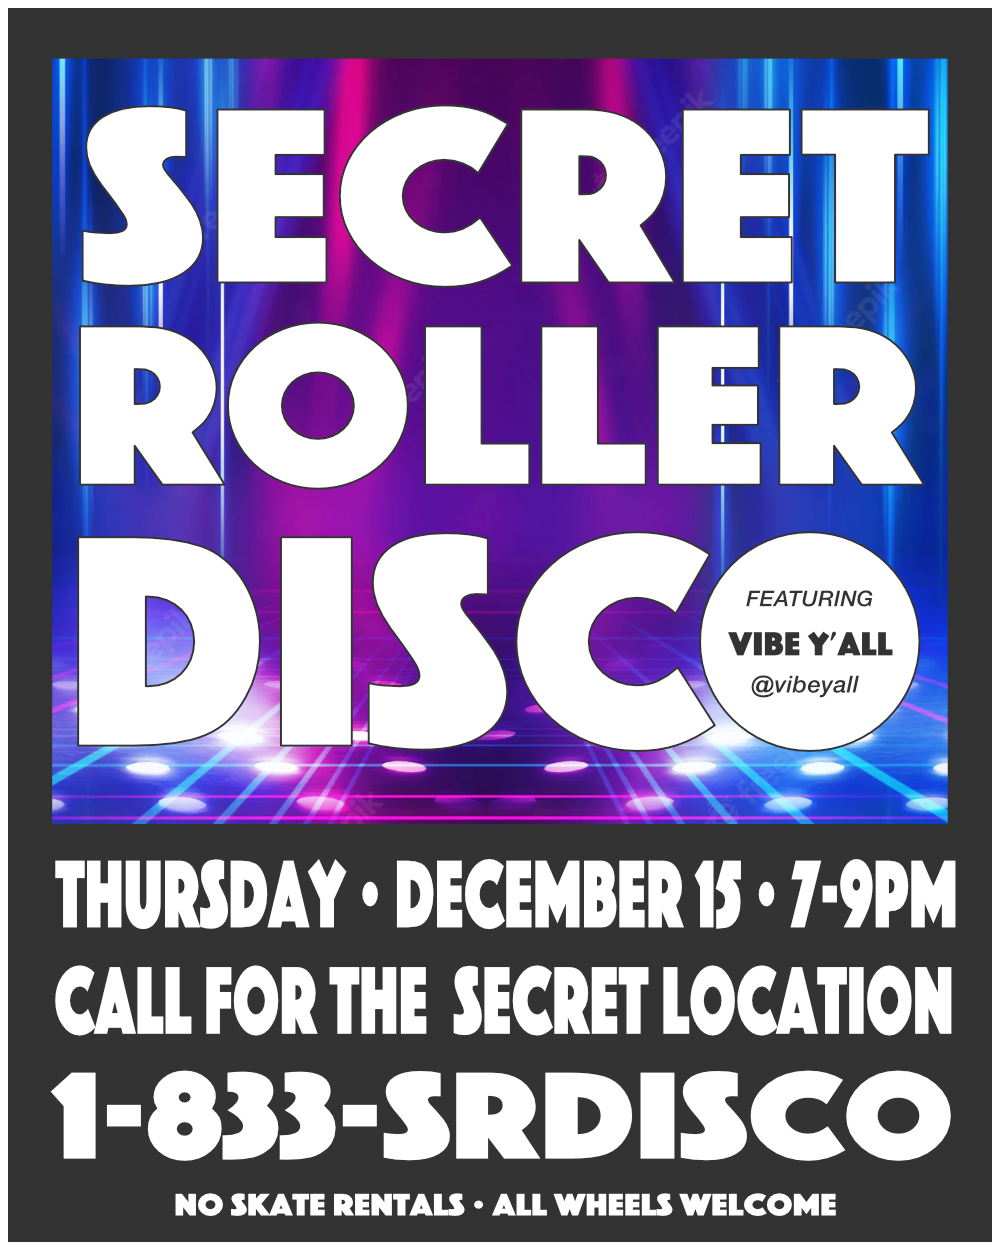 SECRET
ROLLER
DISCO
FEATURING
VIBE Y'ALL
@vibeyall
THURSDAY • DECEMBER 15 • 7-9PM
CALL FOR THE SECRET LOCATION
1-833-SRDISCO
NO SKATE RENTALS • ALL WHEELS WELCOME